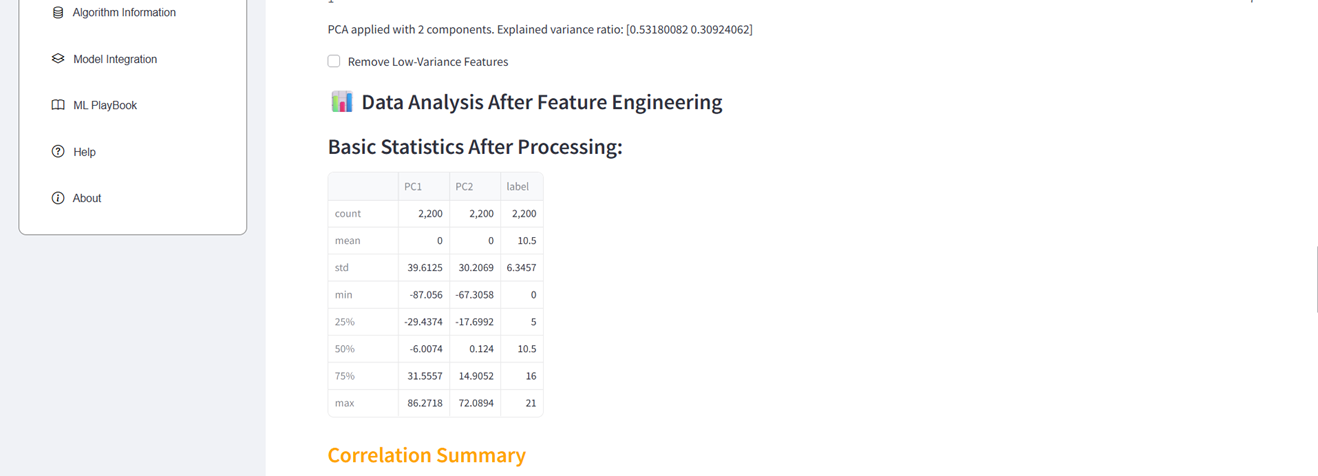 Algorithm Information
Model Integration
ML PlayBook
Help
About
PCA applied with 2 components. Explained variance ratio: [0.53180082 0.30924062]
Remove Low-Variance Features
Data Analysis After Feature Engineering
Basic Statistics After Processing:
PC1 PC2 label
count 2,200 2,200 2,200
mean 0 0 10.5
std 39.6125 30.2069 6.3457
min -87.056 -67.3058 0
25% -29.4374 -17.6992 5
50% -6.0074 0.124 10.5
75% 31.5557 14.9052 16
max 86.2718 72.0894 21
Correlation Summary